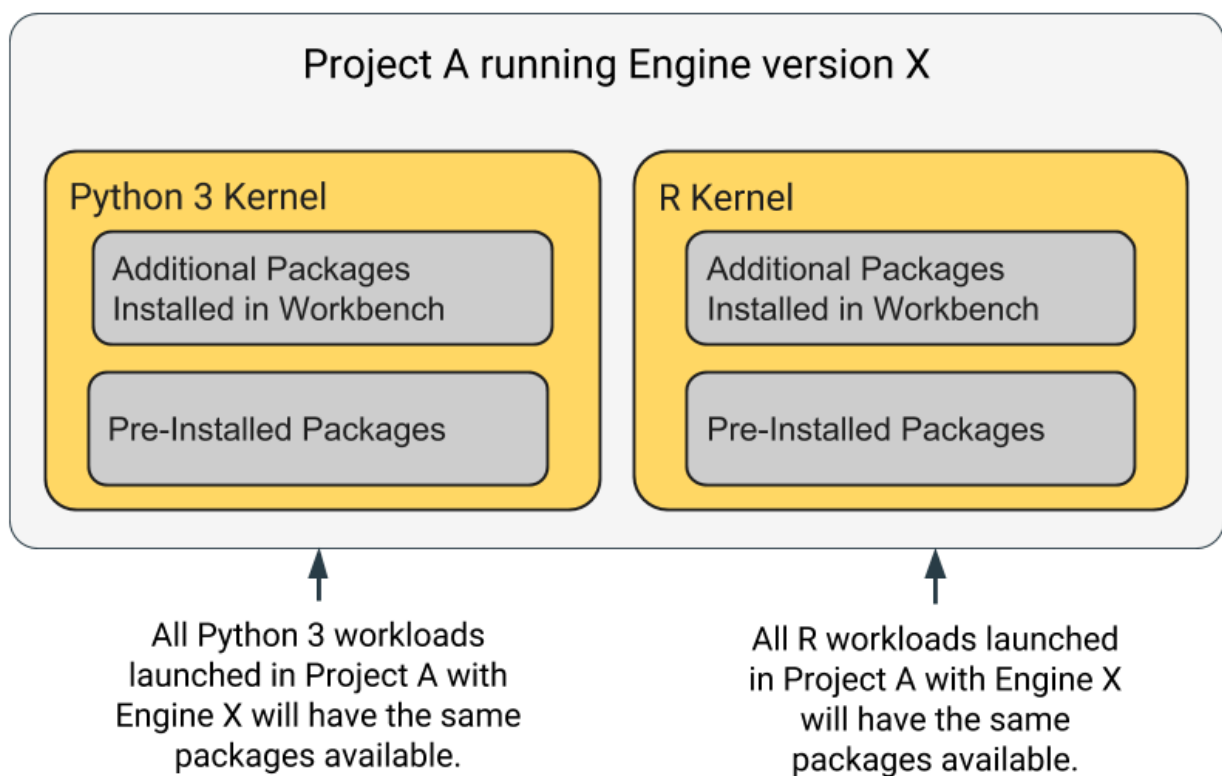 Project A running Engine version X
Python 3 Kernel
Additional Packages
Installed in Workbench
Pre-Installed Packages
R Kernel
Additional Packages
Installed in Workbench
Pre-Installed Packages
All Python 3 workloads
launched in Project A with
Engine X will have the same
packages available.
All R workloads launched
in Project A with Engine X
will have the same
packages available.